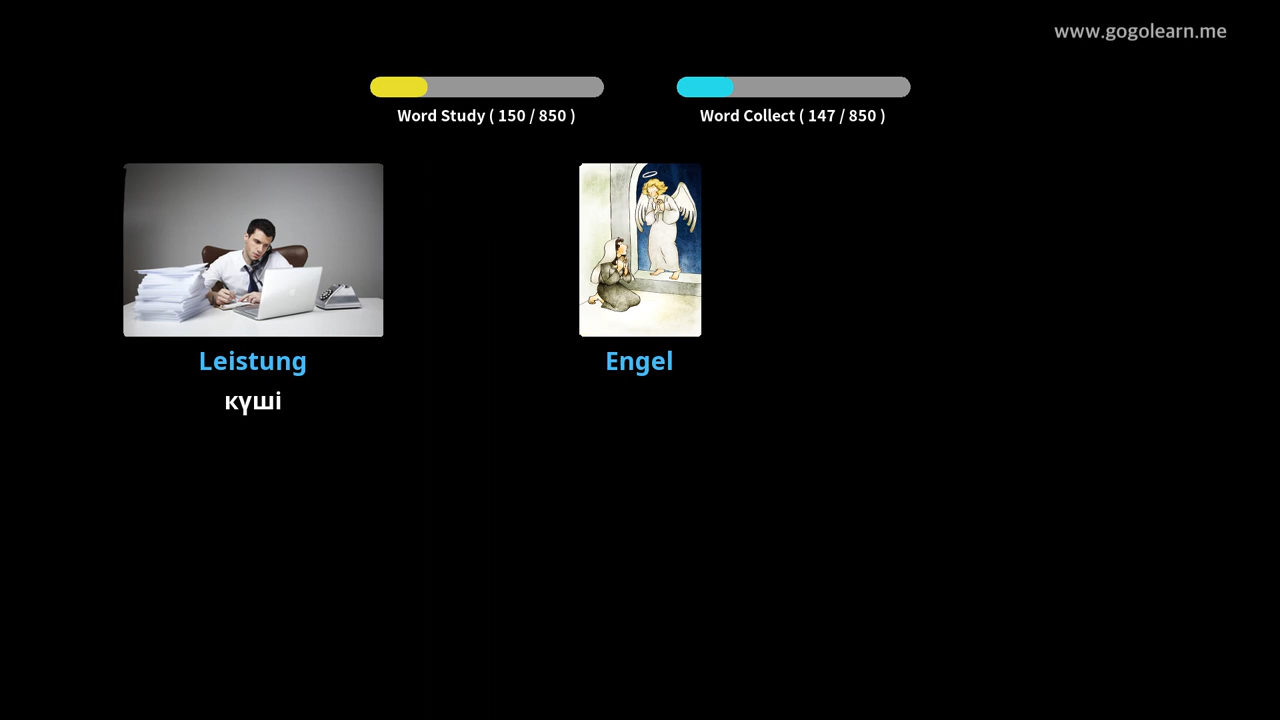 www.gogolearn.me
Word Study ( 150 / 850 )
Word Collect ( 147 / 850 )
Leistung
күші
Engel